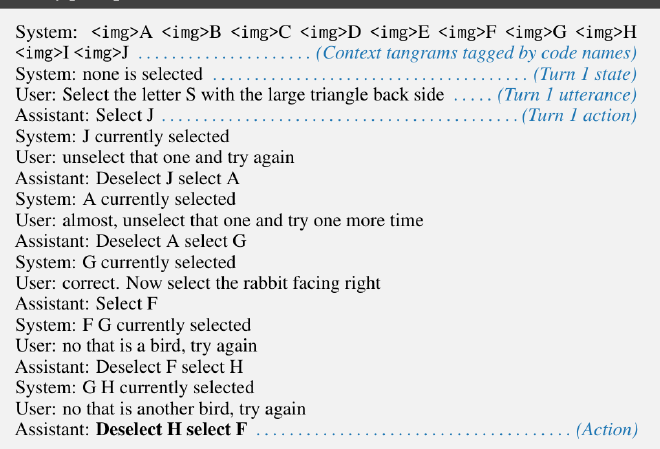 System: <img>A <img>B <img>C <img>D <img>E <img>F <img>G <img>H
<img>I <img>J ..................... (Context tangrams tagged by code names)
System: none is selected ...................................... (Turn 1 state)
User: Select the letter S with the large triangle back side ..... (Turn 1 utterance)
Assistant: Select J ........................................... (Turn 1 action)
System: J currently selected
User: unselect that one and try again
Assistant: Deselect J select A
System: A currently selected
User: almost, unselect that one and try one more time
Assistant: Deselect A select G
System: G currently selected
User: correct. Now select the rabbit facing right
Assistant: Select F
System: F G currently selected
User: no that is a bird, try again
Assistant: Deselect F select H
System: G H currently selected
User: no that is another bird, try again
Assistant: Deselect H select F ...................................... (Action)